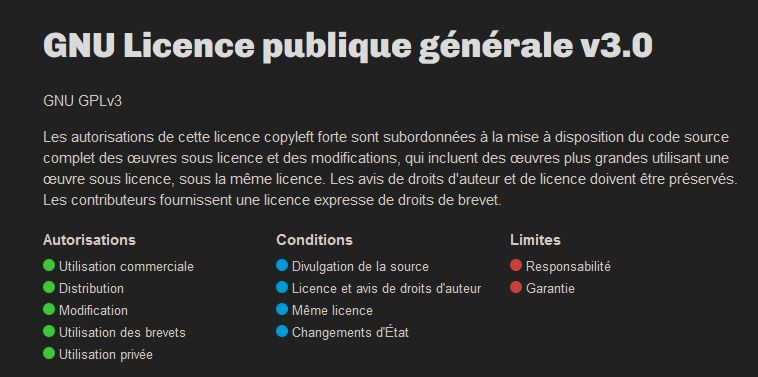 GNU Licence publique générale v3.0
GNU GPLv3
Les autorisations de cette licence copyleft forte sont subordonnées à la mise à disposition du code source
complet des œuvres sous licence et des modifications, qui incluent des œuvres plus grandes utilisant une
œuvre sous licence, sous la même licence. Les avis de droits d'auteur et de licence doivent être préservés.
Les contributeurs fournissent une licence expresse de droits de brevet.
Autorisations
Utilisation commerciale
Distribution
Modification
Utilisation des brevets
Utilisation privée
Conditions
Divulgation de la source
Licence et avis de droits d'auteur
Même licence
Changements d'État
Limites
Responsabilité
Garantie